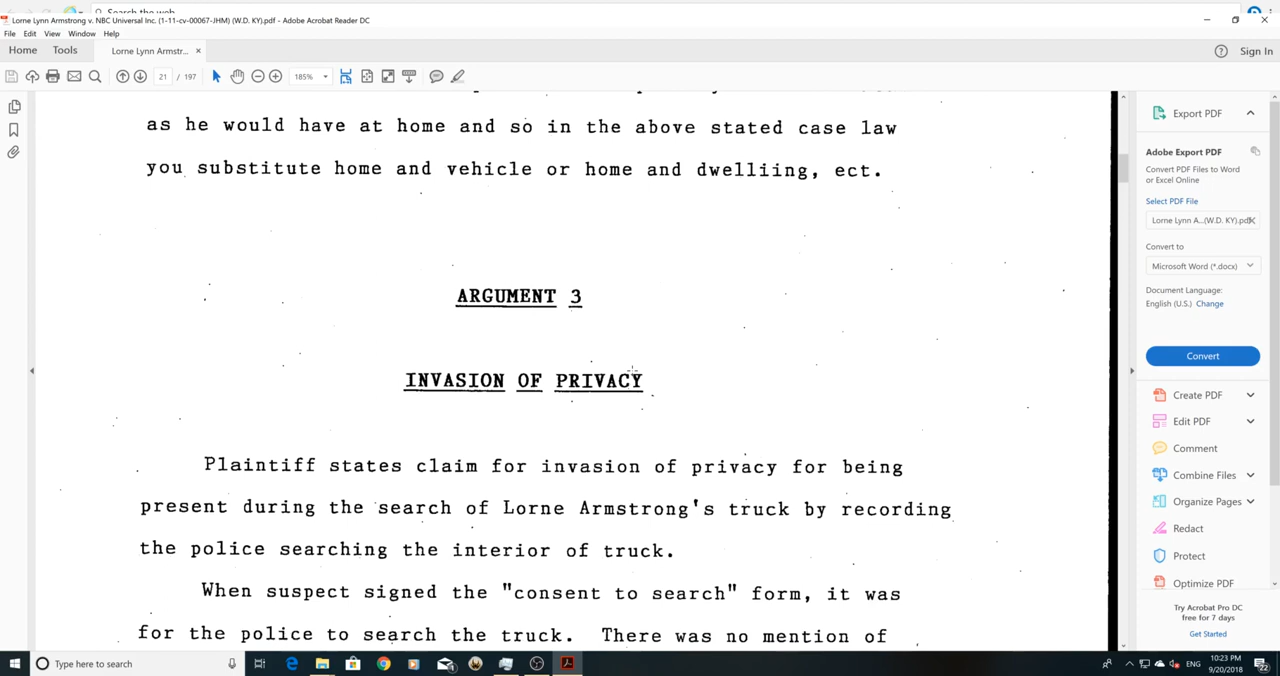 Lorne Lynn Armstrong v. NBC Universal Inc. (1-11-cv-00067-JHM) (W.D. KY).pdf - Adobe Acrobat Reader DC
File Edit View Window Help
Home Tools Lorne Lynn Armstr... ×
Sign In
21 / 197
185%
as he would have at home and so in the above stated case law
you substitute home and vehicle or home and dwelliing, ect.
ARGUMENT 3
INVASION OF PRIVACY
Plaintiff states claim for invasion of privacy for being
present during the search of Lorne Armstrong's truck by recording
the police searching the interior of truck.
When suspect signed the "consent to search" form, it was
for the police to search the truck. There was no mention of
Export PDF
Adobe Export PDF
Convert PDF Files to Word
or Excel Online
Select PDF File
Lorne Lynn A...(W.D. KY).pdf
Convert to
Microsoft Word (*.docx)
Document Language:
English (U.S.) Change
Convert
Create PDF
Edit PDF
Comment
Combine Files
Organize Pages
Redact
Protect
Optimize PDF
Try Acrobat Pro DC
free for 7 days
Get Started
Type here to search
ENG
10:23 PM
9/20/2018
22